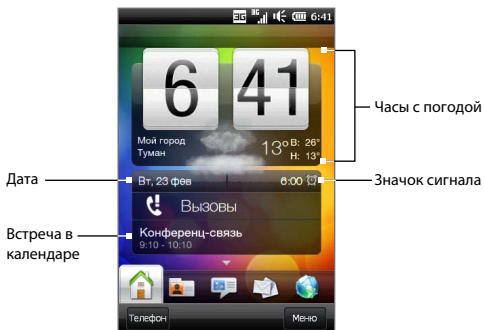 3G 3G 6:41
6 41
Часы с погодой
Мой город
Туман
13° В: 26°
Н: 13°
Дата
Вт, 23 фев 6:00
Значок сигнала
Вызовы
Встреча в
календаре
Конференц-связь
9:10 - 10:10
Телефон Меню